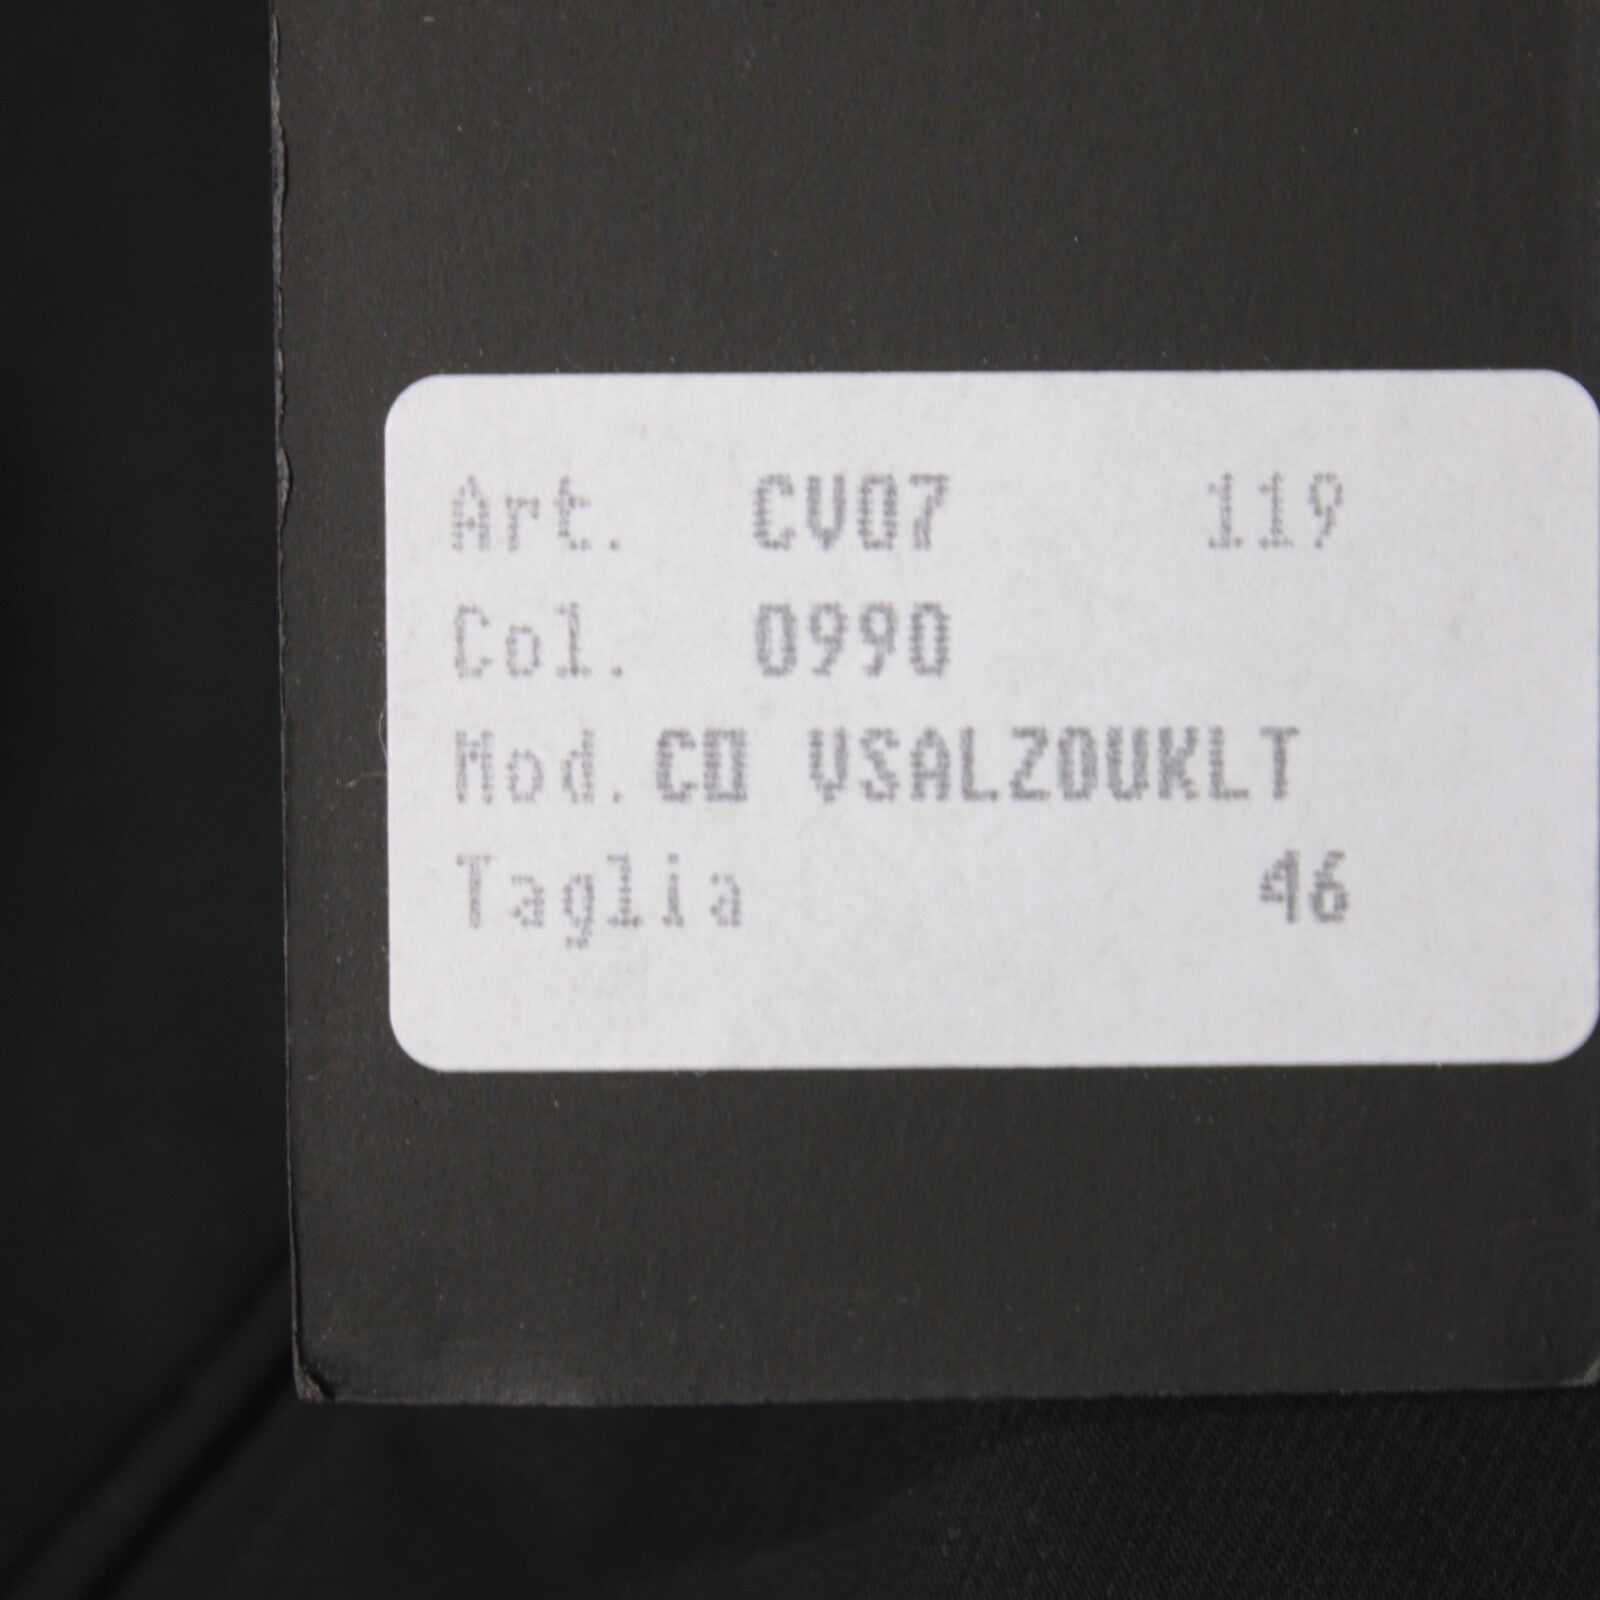 Art. CV07 119
Col. 0990
Mod. CO VSALZOUKLT
Taglia 46